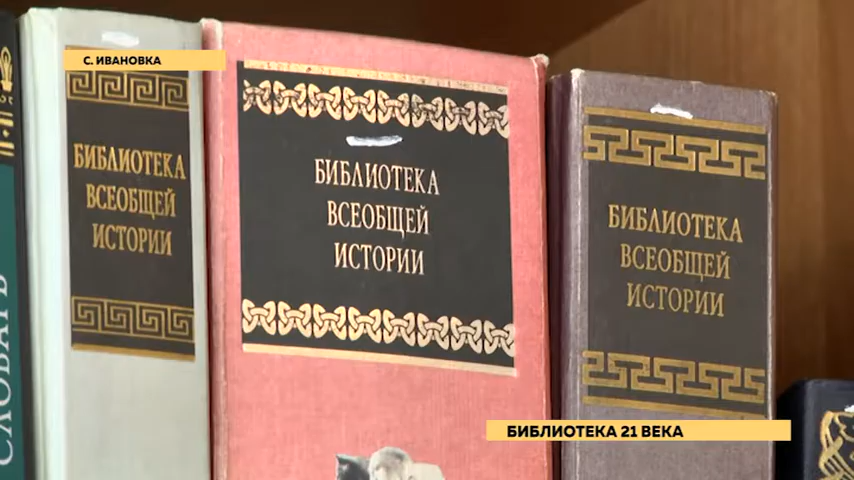 С. ИВАНОВКА
БИБЛИОТЕКА
ВСЕОБЩЕЙ
ИСТОРИИ
БИБЛИОТЕКА
ВСЕОБЩЕЙ
ИСТОРИИ
БИБЛИОТЕКА
ВСЕОБЩЕЙ
ИСТОРИИ
СЛОВАРЬ
БИБЛИОТЕКА 21 ВЕКА